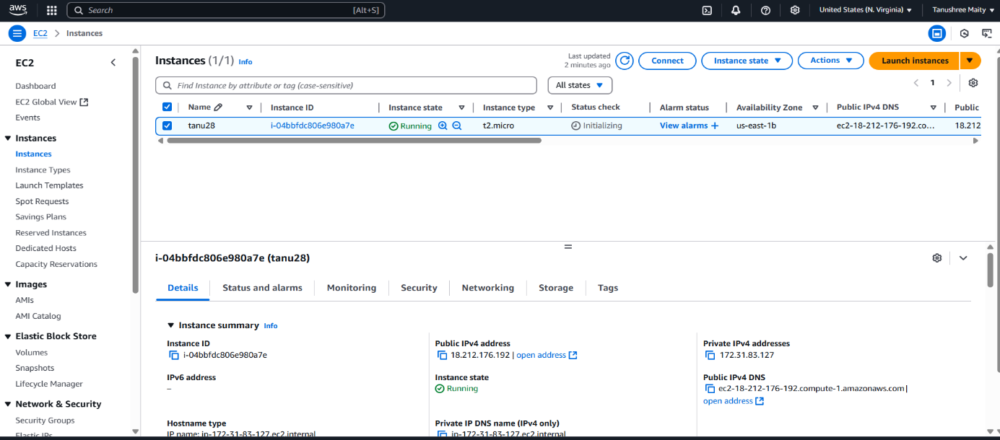 aws
Search [Alt+S]
United States (N. Virginia)
Tanushree Maity
EC2 > Instances
EC2
Dashboard
EC2 Global View
Events
Instances
Instances
Instance Types
Launch Templates
Spot Requests
Savings Plans
Reserved Instances
Dedicated Hosts
Capacity Reservations
Images
AMIs
AMI Catalog
Elastic Block Store
Volumes
Snapshots
Lifecycle Manager
Network & Security
Security Groups
Elastic IPs
Instances (1/1) Info
Last updated
2 minutes ago
Connect
Instance state
Actions
Launch instances
Find Instance by attribute or tag (case-sensitive)
All states
1
Name Instance ID Instance state Instance type Status check Alarm status Availability Zone Public IPv4 DNS Public
tanu28 i-04bbfdc806e980a7e Running t2.micro Initializing View alarms + us-east-1b ec2-18-212-176-192.co... 18.212
i-04bbfdc806e980a7e (tanu28)
Details Status and alarms Monitoring Security Networking Storage Tags
Instance summary Info
Instance ID
i-04bbfdc806e980a7e
Public IPv4 address
18.212.176.192 | open address
Private IPv4 addresses
172.31.83.127
IPv6 address
–
Instance state
Running
Public IPv4 DNS
ec2-18-212-176-192.compute-1.amazonaws.com |
open address
Hostname type
IP name: ip-172-31-83-127.ec2.internal
Private IP DNS name (IPv4 only)
ip-172-31-83-127.ec2.internal